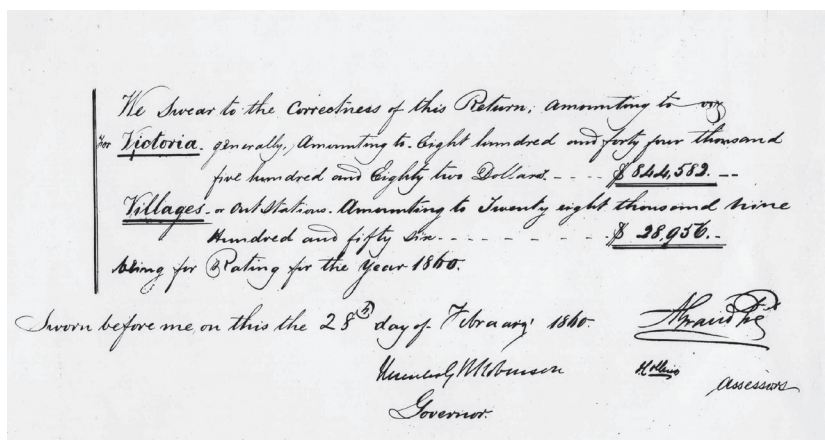 We Swear to the Correctness of this Return; Amounting to viz
For Victoria - generally, Amounting to. Eight hundred and forty four thousand
five hundred and Eighty two Dollars. - - - - $ 844,582. - -
Villages - or Out Stations. Amounting to Twenty eight thousand nine
Hundred and fifty six - - - - - - - - - $ 28,956. -
being for Rating for the Year 1860.
Sworn before me on this the 28th day of February 1860.
Hercules G R Robinson
Governor.
Assessors